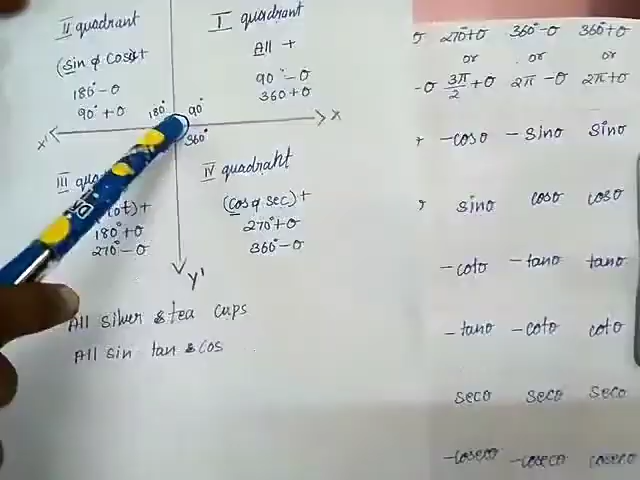 II quadrant
(sin & cosec) +
180° - θ
90° + θ
I quadrant
All +
90° - θ
360 + θ
180°
90°
360°
X
X'
III
cot) +
180° + θ
270° - θ
IV quadrant
(cos & sec) +
270° + θ
360° - θ
Y'
All silver tea cups
All sin tan cos
θ 270° + θ 360° - θ 360° + θ
or or or
-θ 3π/2 + θ 2π - θ 2π + θ
-cosθ -sinθ sinθ
sinθ cosθ cosθ
-cotθ -tanθ tanθ
-tanθ -cotθ cotθ
secθ secθ
-cosecθ cosecθ